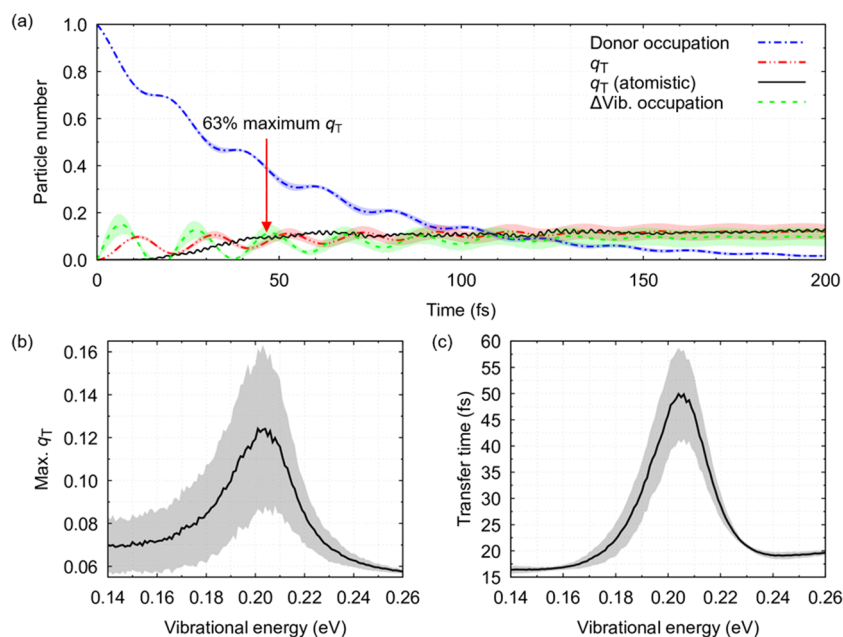 (a)
Particle number
1.0
0.8
0.6
0.4
0.2
0.0
Donor occupation
qT
qT (atomistic)
ΔVib. occupation
63% maximum qT
0
50
100
150
200
Time (fs)
(b)
Max. qT
0.16
0.14
0.12
0.10
0.08
0.06
0.14
0.16
0.18
0.20
0.22
0.24
0.26
Vibrational energy (eV)
(c)
Transfer time (fs)
60
55
50
45
40
35
30
25
20
15
0.14
0.16
0.18
0.20
0.22
0.24
0.26
Vibrational energy (eV)